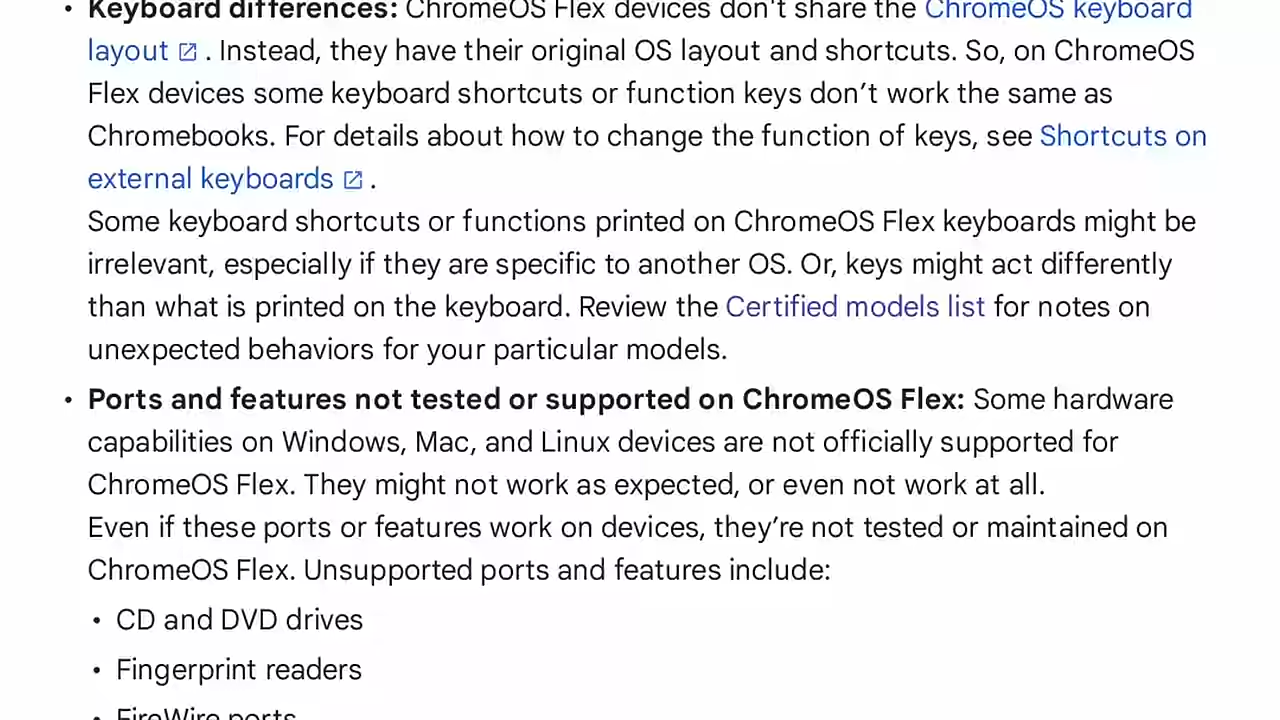 • Keyboard differences: ChromeOS Flex devices don't share the ChromeOS keyboard
layout . Instead, they have their original OS layout and shortcuts. So, on ChromeOS
Flex devices some keyboard shortcuts or function keys don’t work the same as
Chromebooks. For details about how to change the function of keys, see Shortcuts on
external keyboards .
Some keyboard shortcuts or functions printed on ChromeOS Flex keyboards might be
irrelevant, especially if they are specific to another OS. Or, keys might act differently
than what is printed on the keyboard. Review the Certified models list for notes on
unexpected behaviors for your particular models.
• Ports and features not tested or supported on ChromeOS Flex: Some hardware
capabilities on Windows, Mac, and Linux devices are not officially supported for
ChromeOS Flex. They might not work as expected, or even not work at all.
Even if these ports or features work on devices, they’re not tested or maintained on
ChromeOS Flex. Unsupported ports and features include:
• CD and DVD drives
• Fingerprint readers
• FireWire ports